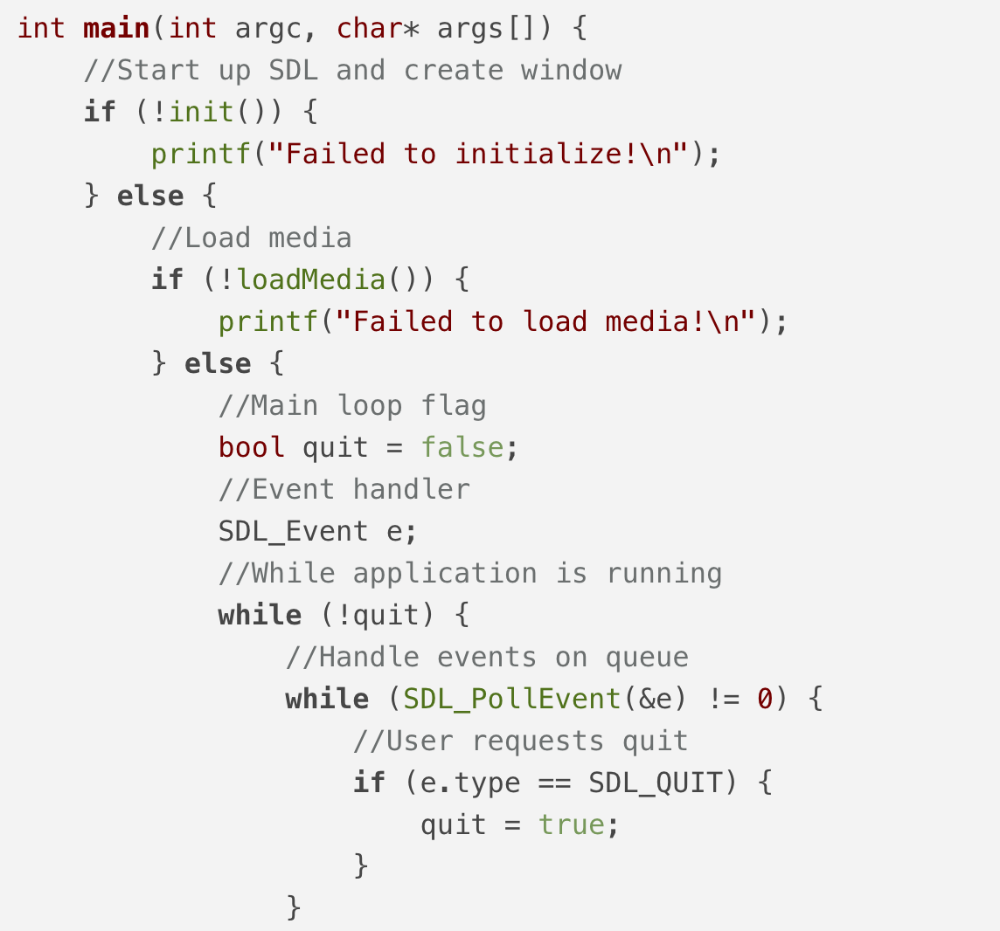 int main(int argc, char* args[]) {
    //Start up SDL and create window
    if (!init()) {
        printf("Failed to initialize!\n");
    } else {
        //Load media
        if (!loadMedia()) {
            printf("Failed to load media!\n");
        } else {
            //Main loop flag
            bool quit = false;
            //Event handler
            SDL_Event e;
            //While application is running
            while (!quit) {
                //Handle events on queue
                while (SDL_PollEvent(&e) != 0) {
                    //User requests quit
                    if (e.type == SDL_QUIT) {
                        quit = true;
                    }
                }